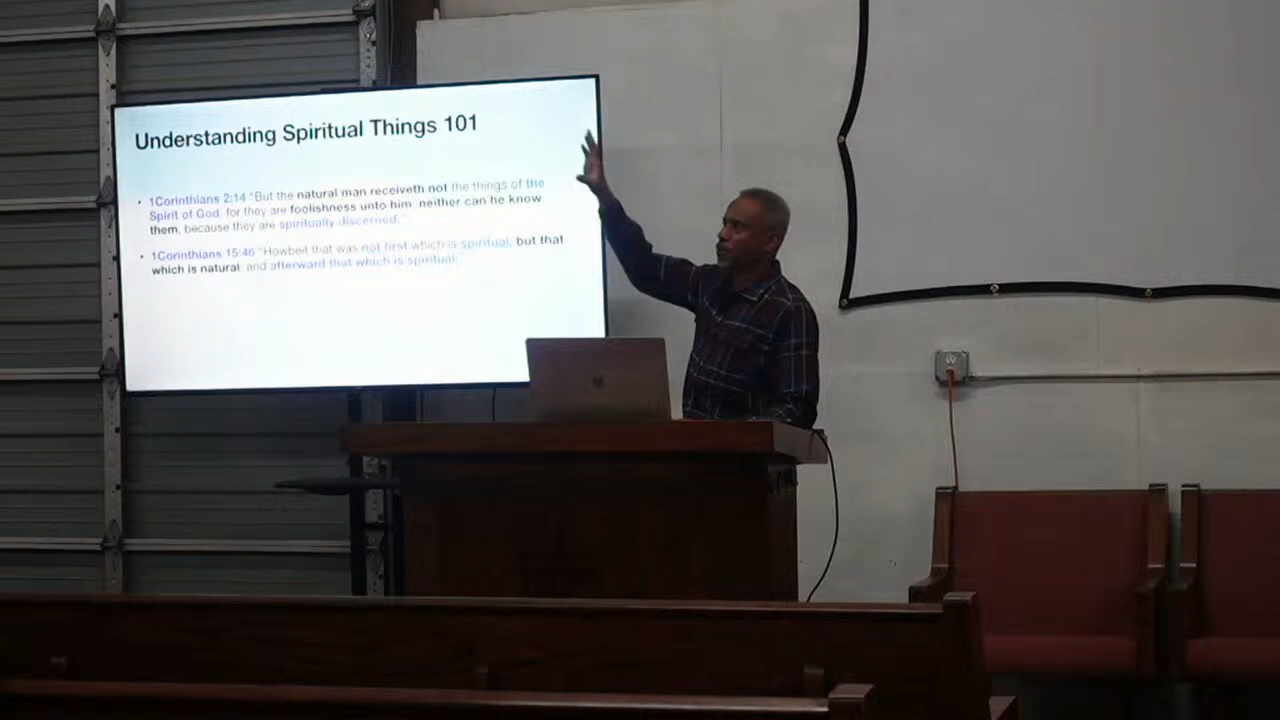 Understanding Spiritual Things 101
• 1Corinthians 2:14 "But the natural man receiveth not the things of the
Spirit of God: for they are foolishness unto him: neither can he know
them, because they are spiritually discerned."
• 1Corinthians 15:46 "Howbeit that was not first which is spiritual, but that
which is natural; and afterward that which is spiritual."